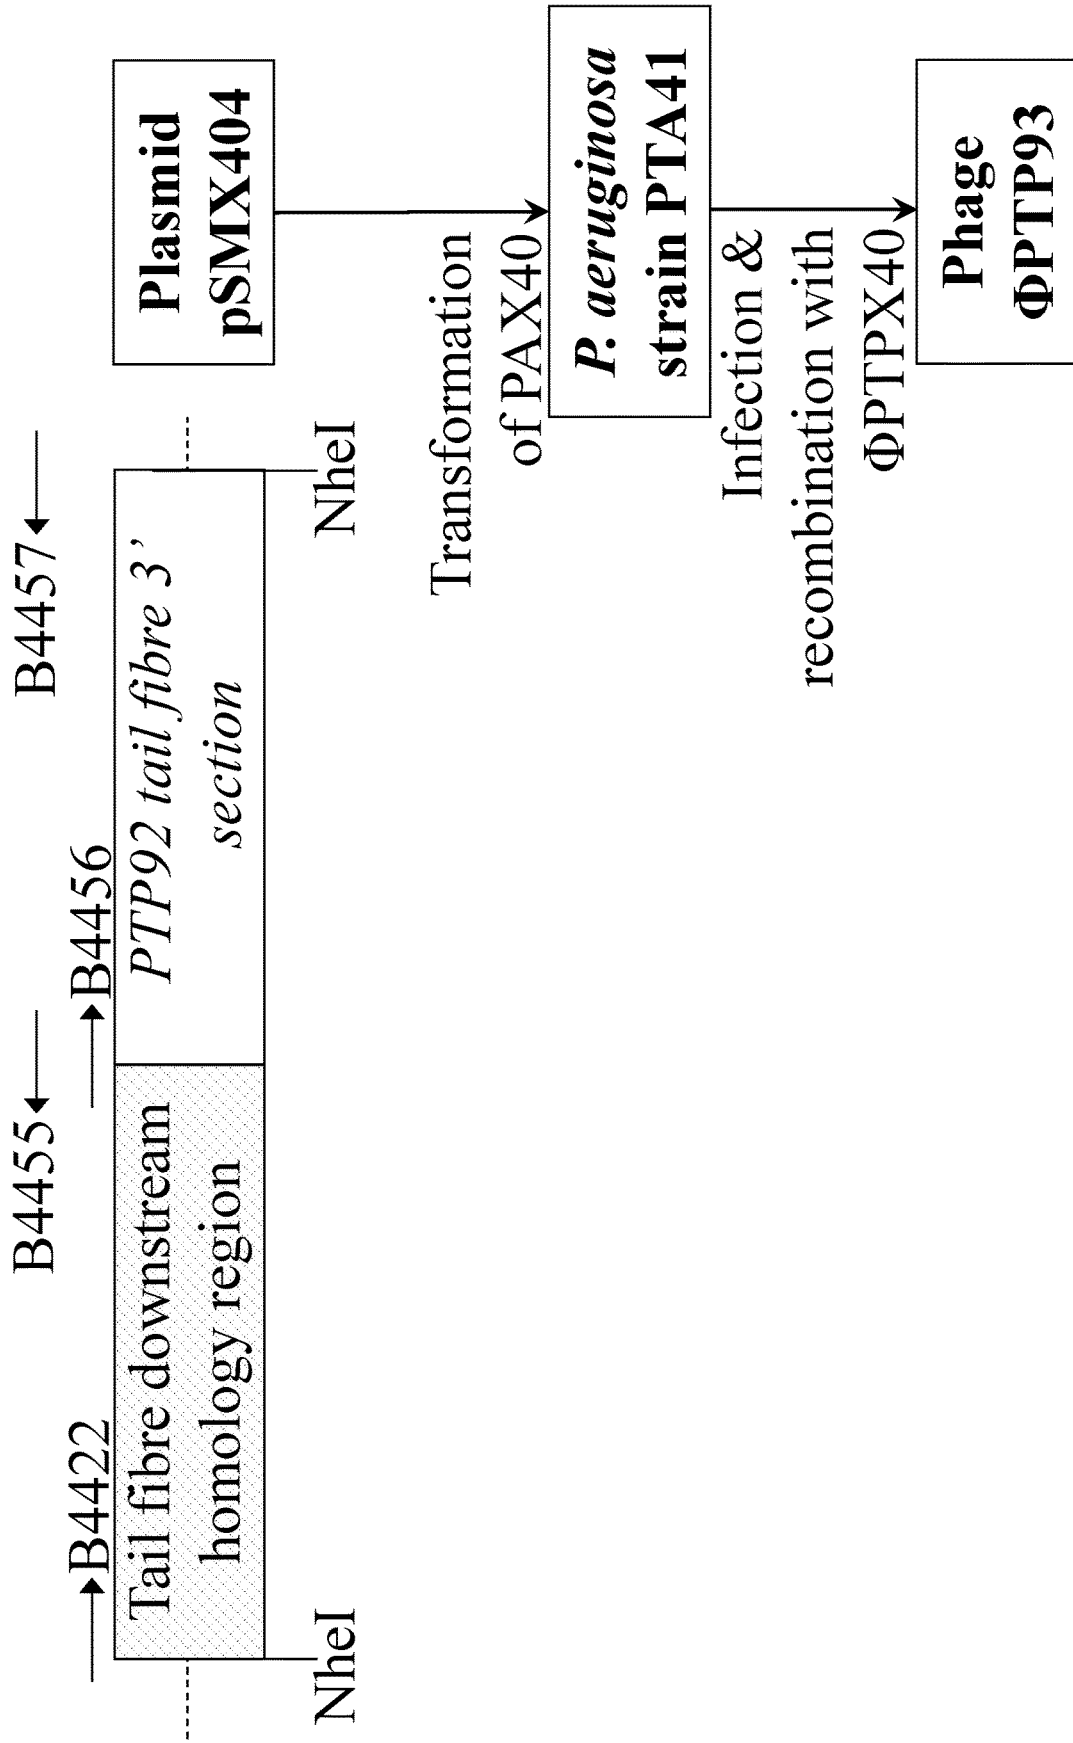 B4455
B4457
B4422
B4456
Tail fibre downstream
homology region
PTP92 tail fibre 3’
section
NheI
NheI
Plasmid
pSMX404
Transformation
of PAX40
P. aeruginosa
strain PTA41
Infection &
recombination with
ΦPTPX40
Phage
ΦPTP93